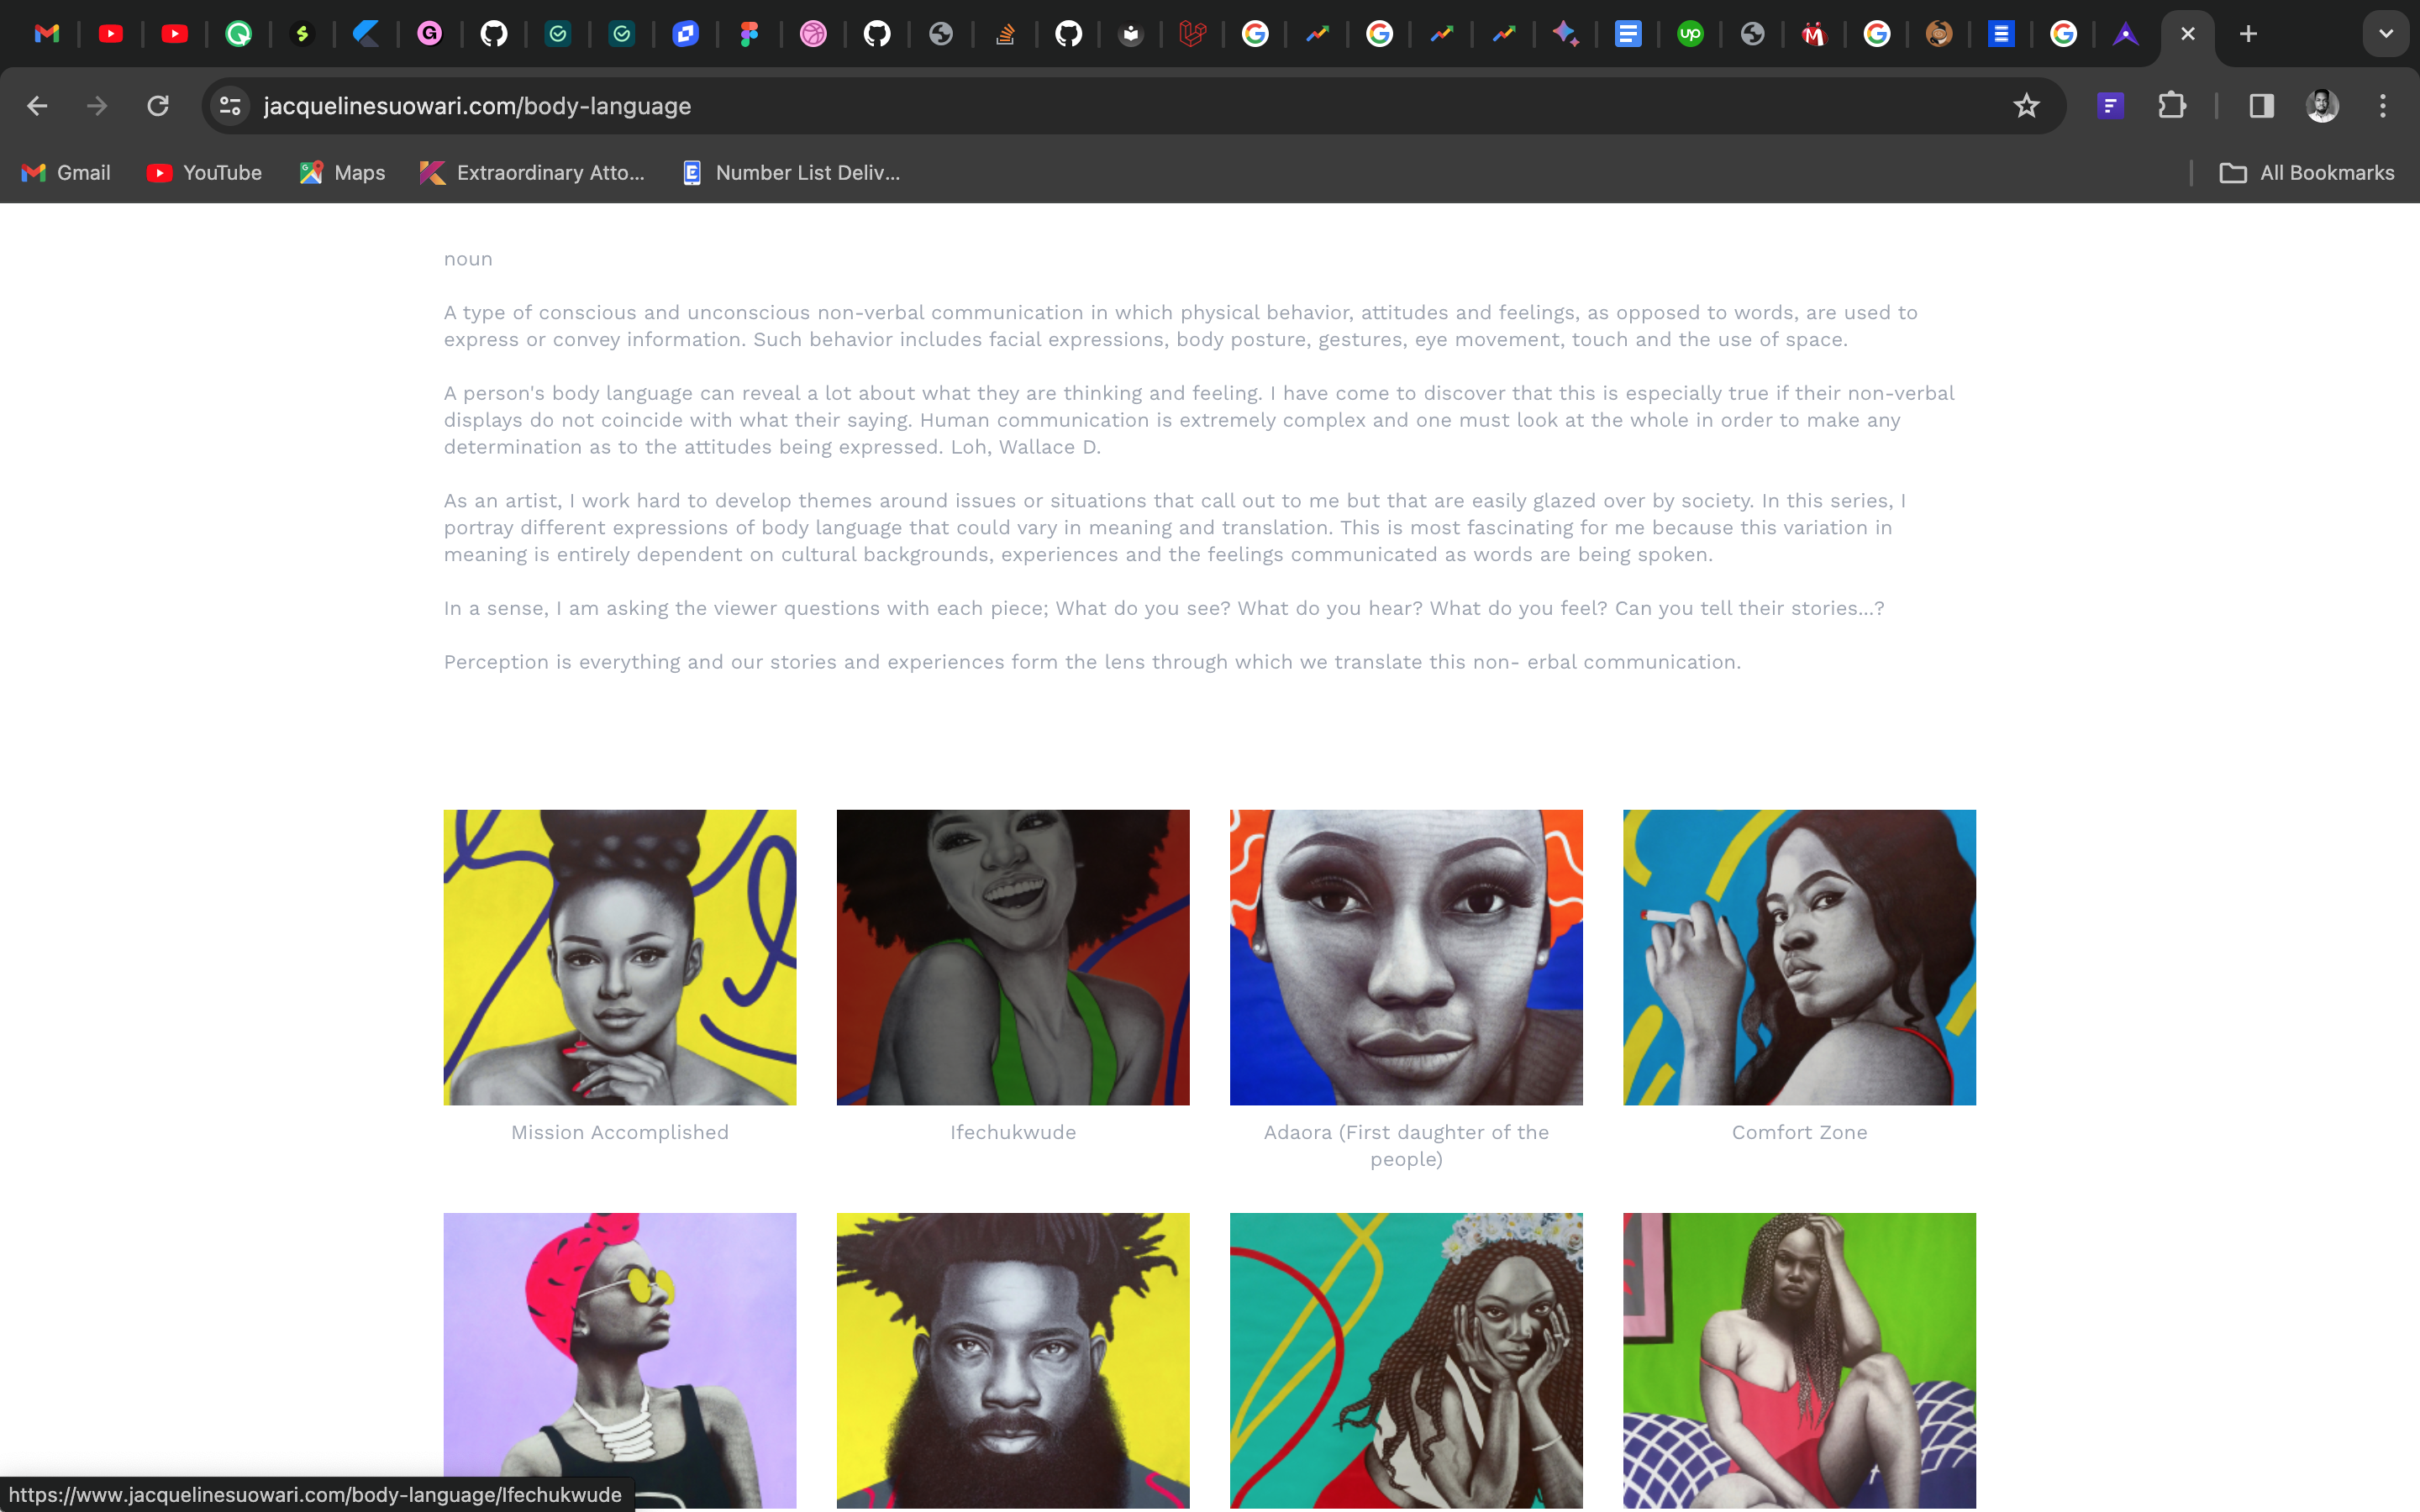 jacquelinesuowari.com/body-language
Gmail
YouTube
Maps
Extraordinary Atto...
Number List Deliv...
All Bookmarks
noun
A type of conscious and unconscious non-verbal communication in which physical behavior, attitudes and feelings, as opposed to words, are used to
express or convey information. Such behavior includes facial expressions, body posture, gestures, eye movement, touch and the use of space.
A person's body language can reveal a lot about what they are thinking and feeling. I have come to discover that this is especially true if their non-verbal
displays do not coincide with what their saying. Human communication is extremely complex and one must look at the whole in order to make any
determination as to the attitudes being expressed. Loh, Wallace D.
As an artist, I work hard to develop themes around issues or situations that call out to me but that are easily glazed over by society. In this series, I
portray different expressions of body language that could vary in meaning and translation. This is most fascinating for me because this variation in
meaning is entirely dependent on cultural backgrounds, experiences and the feelings communicated as words are being spoken.
In a sense, I am asking the viewer questions with each piece; What do you see? What do you hear? What do you feel? Can you tell their stories...?
Perception is everything and our stories and experiences form the lens through which we translate this non- erbal communication.
Mission Accomplished
Ifechukwude
Adaora (First daughter of the
people)
Comfort Zone
https://www.jacquelinesuowari.com/body-language/Ifechukwude